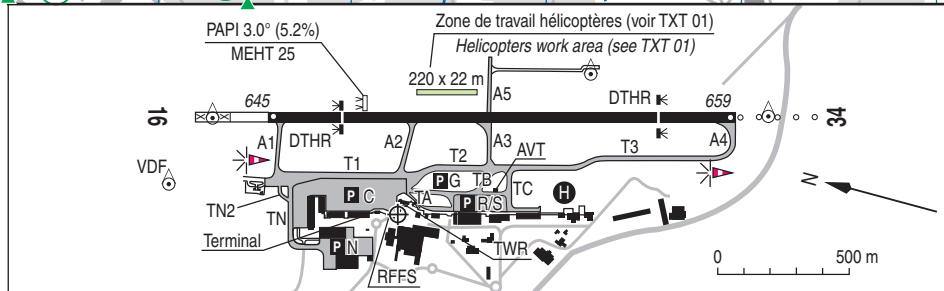 PAPI 3.0° (5.2%)
MEHT 25
Zone de travail hélicoptères (voir TXT 01)
Helicopters work area (see TXT 01)
220 x 22 m
A5
645
DTHR
659
16
34
A1
DTHR
A2
A3
A4
T1
T2
T3
AVT
VDF
P C
P G
TB
TC
H
N
TN2
TN
TA
P R/S
Terminal
P N
TWR
RFFS
0
500 m